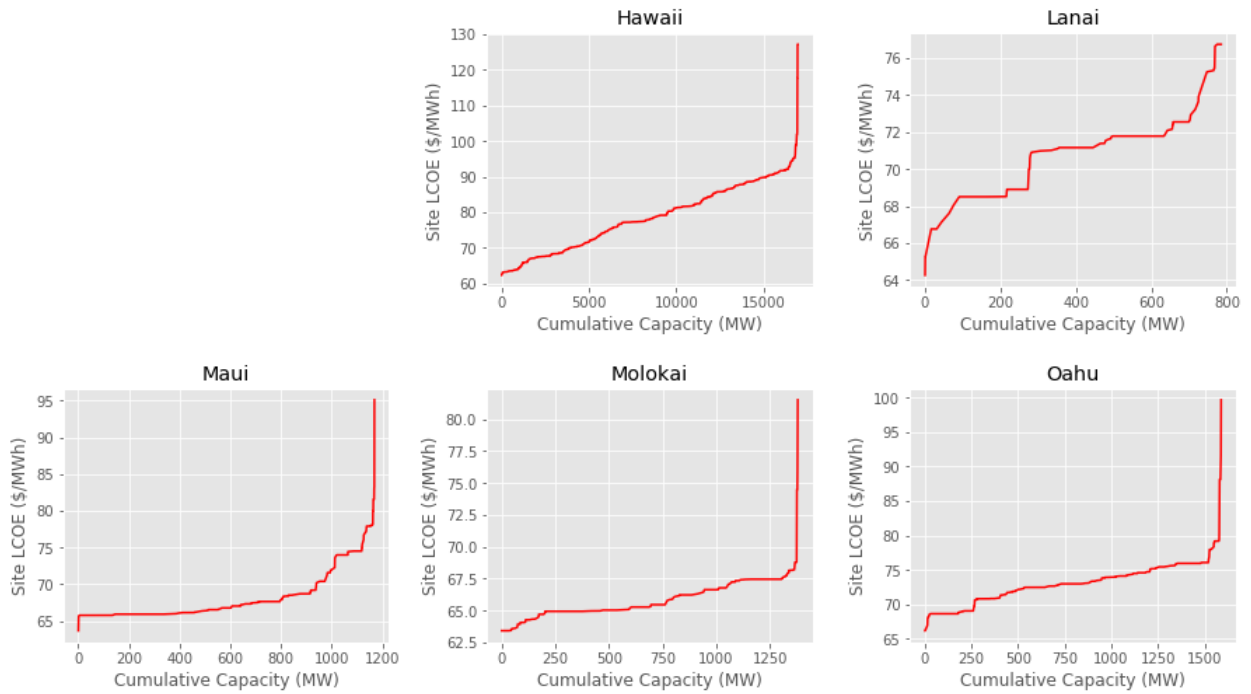 Hawaii
130
120
110
100
90
80
70
60
Site LCOE ($/MWh)
0 5000 10000 15000
Cumulative Capacity (MW)
Lanai
76
74
72
70
68
66
64
Site LCOE ($/MWh)
0 200 400 600 800
Cumulative Capacity (MW)
Maui
95
90
85
80
75
70
65
Site LCOE ($/MWh)
0 200 400 600 800 1000 1200
Cumulative Capacity (MW)
Molokai
80.0
77.5
75.0
72.5
70.0
67.5
65.0
62.5
Site LCOE ($/MWh)
0 250 500 750 1000 1250
Cumulative Capacity (MW)
Oahu
100
95
90
85
80
75
70
65
Site LCOE ($/MWh)
0 250 500 750 1000 1250 1500
Cumulative Capacity (MW)